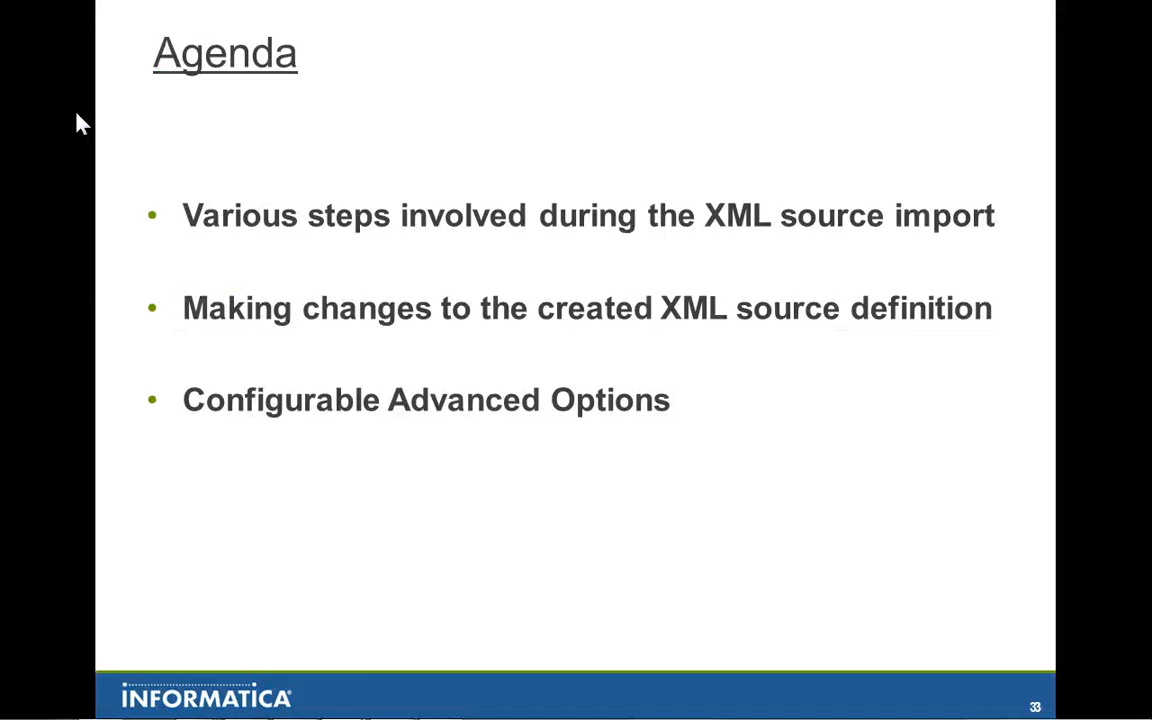 Agenda
• Various steps involved during the XML source import
• Making changes to the created XML source definition
• Configurable Advanced Options
INFORMATICA
33